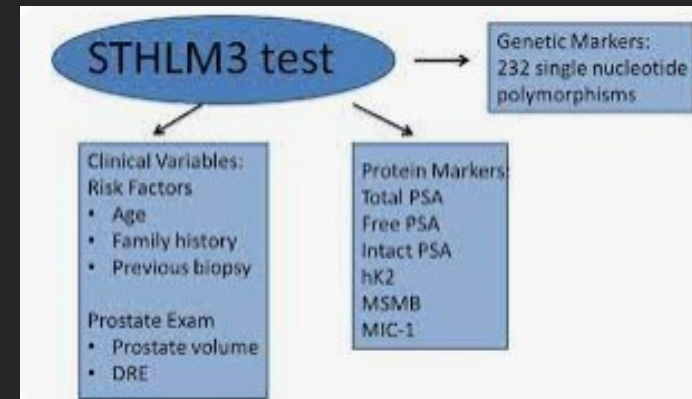 STHLM3 test
Genetic Markers:
232 single nucleotide
polymorphisms
Clinical Variables:
Risk Factors
• Age
• Family history
• Previous biopsy
Prostate Exam
• Prostate volume
• DRE
Protein Markers:
Total PSA
Free PSA
Intact PSA
hK2
MSMB
MIC-1